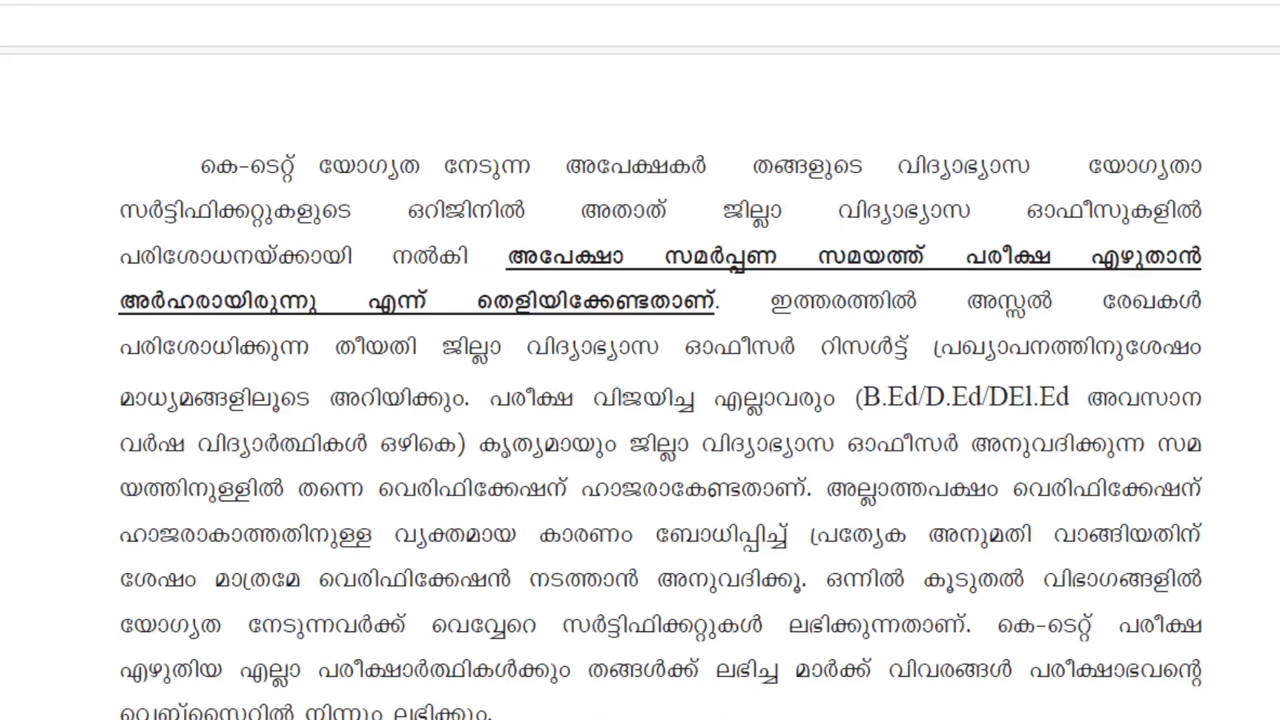 കെ-ടെറ്റ് യോഗ്യത നേടുന്ന അപേക്ഷകർ തങ്ങളുടെ വിദ്യാഭ്യാസ യോഗ്യതാ
സർട്ടിഫിക്കറ്റുകളുടെ ഒറിജിനിൽ അതാത് ജില്ലാ വിദ്യാഭ്യാസ ഓഫീസുകളിൽ
പരിശോധനയ്ക്കായി നൽകി അപേക്ഷാ സമർപ്പണ സമയത്ത് പരീക്ഷ എഴുതാൻ
അർഹരായിരുന്നു എന്ന് തെളിയിക്കേണ്ടതാണ്. ഇത്തരത്തിൽ അസ്സൽ രേഖകൾ
പരിശോധിക്കുന്ന തീയതി ജില്ലാ വിദ്യാഭ്യാസ ഓഫീസർ റിസൾട്ട് പ്രഖ്യാപനത്തിനുശേഷം
മാധ്യമങ്ങളിലൂടെ അറിയിക്കും. പരീക്ഷ വിജയിച്ച എല്ലാവരും (B.Ed/D.Ed/DEl.Ed അവസാന
വർഷ വിദ്യാർത്ഥികൾ ഒഴികെ) കൃത്യമായും ജില്ലാ വിദ്യാഭ്യാസ ഓഫീസർ അനുവദിക്കുന്ന സമ
യത്തിനുള്ളിൽ തന്നെ വെരിഫിക്കേഷന് ഹാജരാകേണ്ടതാണ്. അല്ലാത്തപക്ഷം വെരിഫിക്കേഷന്
ഹാജരാകാത്തതിനുള്ള വ്യക്തമായ കാരണം ബോധിപ്പിച്ച് പ്രത്യേക അനുമതി വാങ്ങിയതിന്
ശേഷം മാത്രമേ വെരിഫിക്കേഷൻ നടത്താൻ അനുവദിക്കൂ. ഒന്നിൽ കൂടുതൽ വിഭാഗങ്ങളിൽ
യോഗ്യത നേടുന്നവർക്ക് വെവ്വേറെ സർട്ടിഫിക്കറ്റുകൾ ലഭിക്കുന്നതാണ്. കെ-ടെറ്റ് പരീക്ഷ
എഴുതിയ എല്ലാ പരീക്ഷാർത്ഥികൾക്കും തങ്ങൾക്ക് ലഭിച്ച മാർക്ക് വിവരങ്ങൾ പരീക്ഷാഭവന്റെ
വെബ്സൈറ്റിൽ നിന്നും ലഭിക്കും.